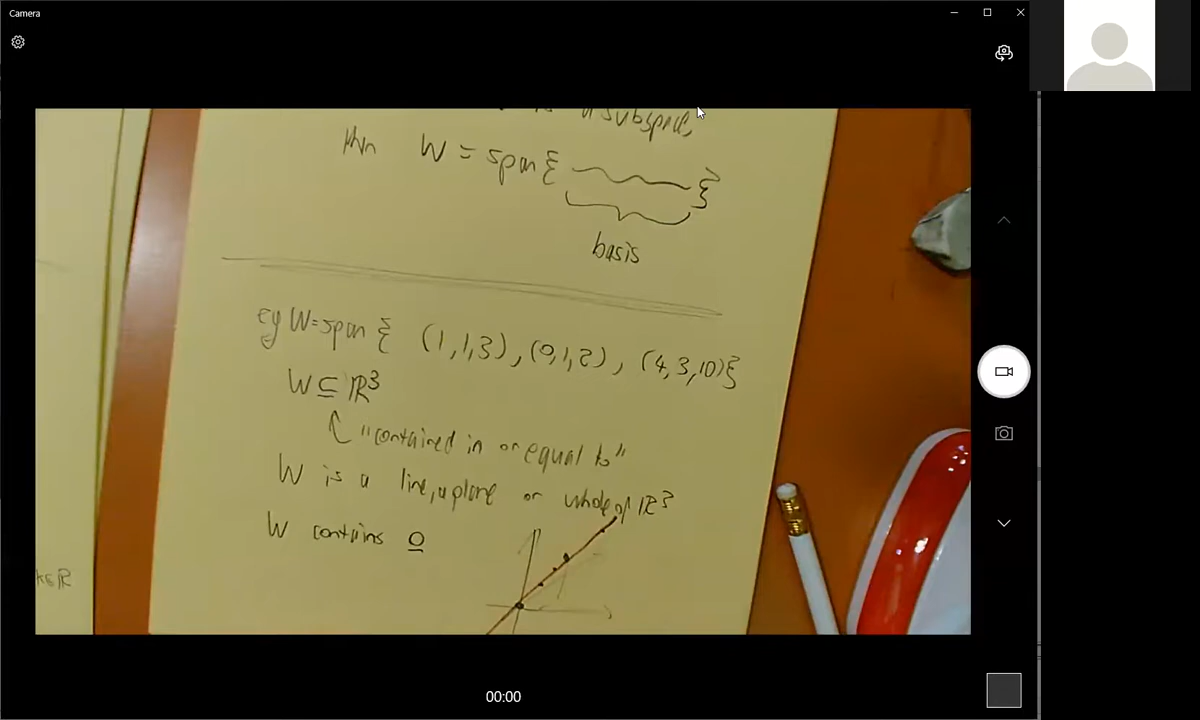 Camera
a subspace,
then W = span { }
basis
eg W = span { (1,1,3), (0,1,2), (4,3,10) }
W ⊆ ℝ³
"contained in or equal to"
W is a line, a plane or whole of ℝ³
W contains 0
k∈ℝ
00:00